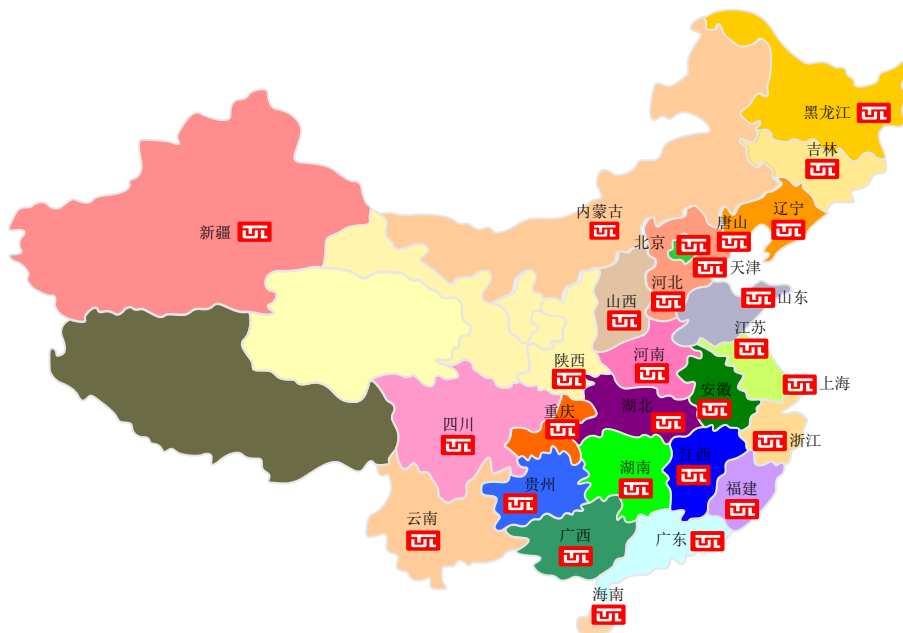 黑龙江
吉林
辽宁
内蒙古
唐山
新疆
北京
天津
河北
山东
山西
江苏
河南
陕西
上海
安徽
湖北
重庆
四川
浙江
江西
湖南
贵州
福建
云南
广西
广东
海南